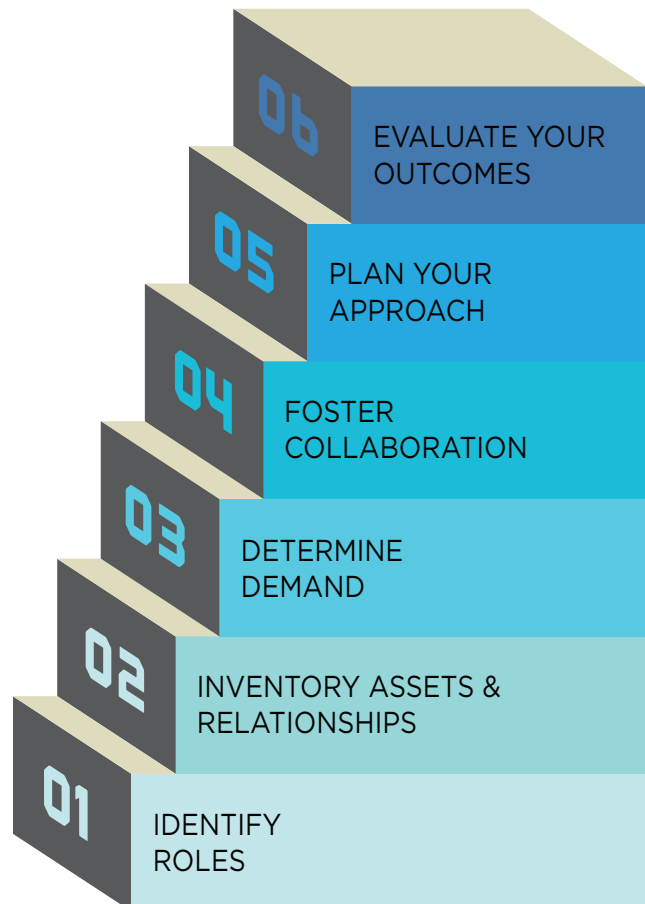 06
EVALUATE YOUR
OUTCOMES
05
PLAN YOUR
APPROACH
04
FOSTER
COLLABORATION
03
DETERMINE
DEMAND
02
INVENTORY ASSETS &
RELATIONSHIPS
01
IDENTIFY
ROLES